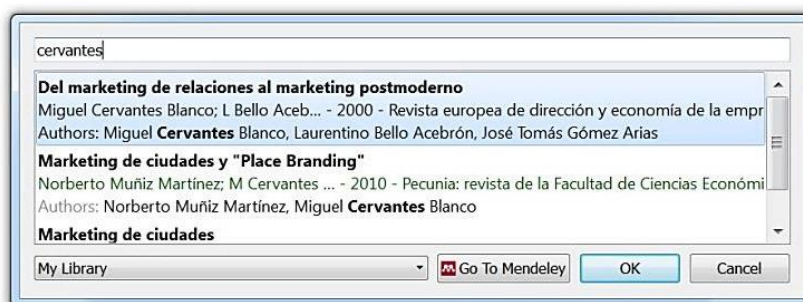 cervantes
Del marketing de relaciones al marketing postmoderno
Miguel Cervantes Blanco; L Bello Aceb... - 2000 - Revista europea de dirección y economía de la empr
Authors: Miguel Cervantes Blanco, Laurentino Bello Acebrón, José Tomás Gómez Arias
Marketing de ciudades y "Place Branding"
Norberto Muñiz Martínez; M Cervantes ... - 2010 - Pecunia: revista de la Facultad de Ciencias Económi
Authors: Norberto Muñiz Martínez, Miguel Cervantes Blanco
Marketing de ciudades
My Library Go To Mendeley OK Cancel